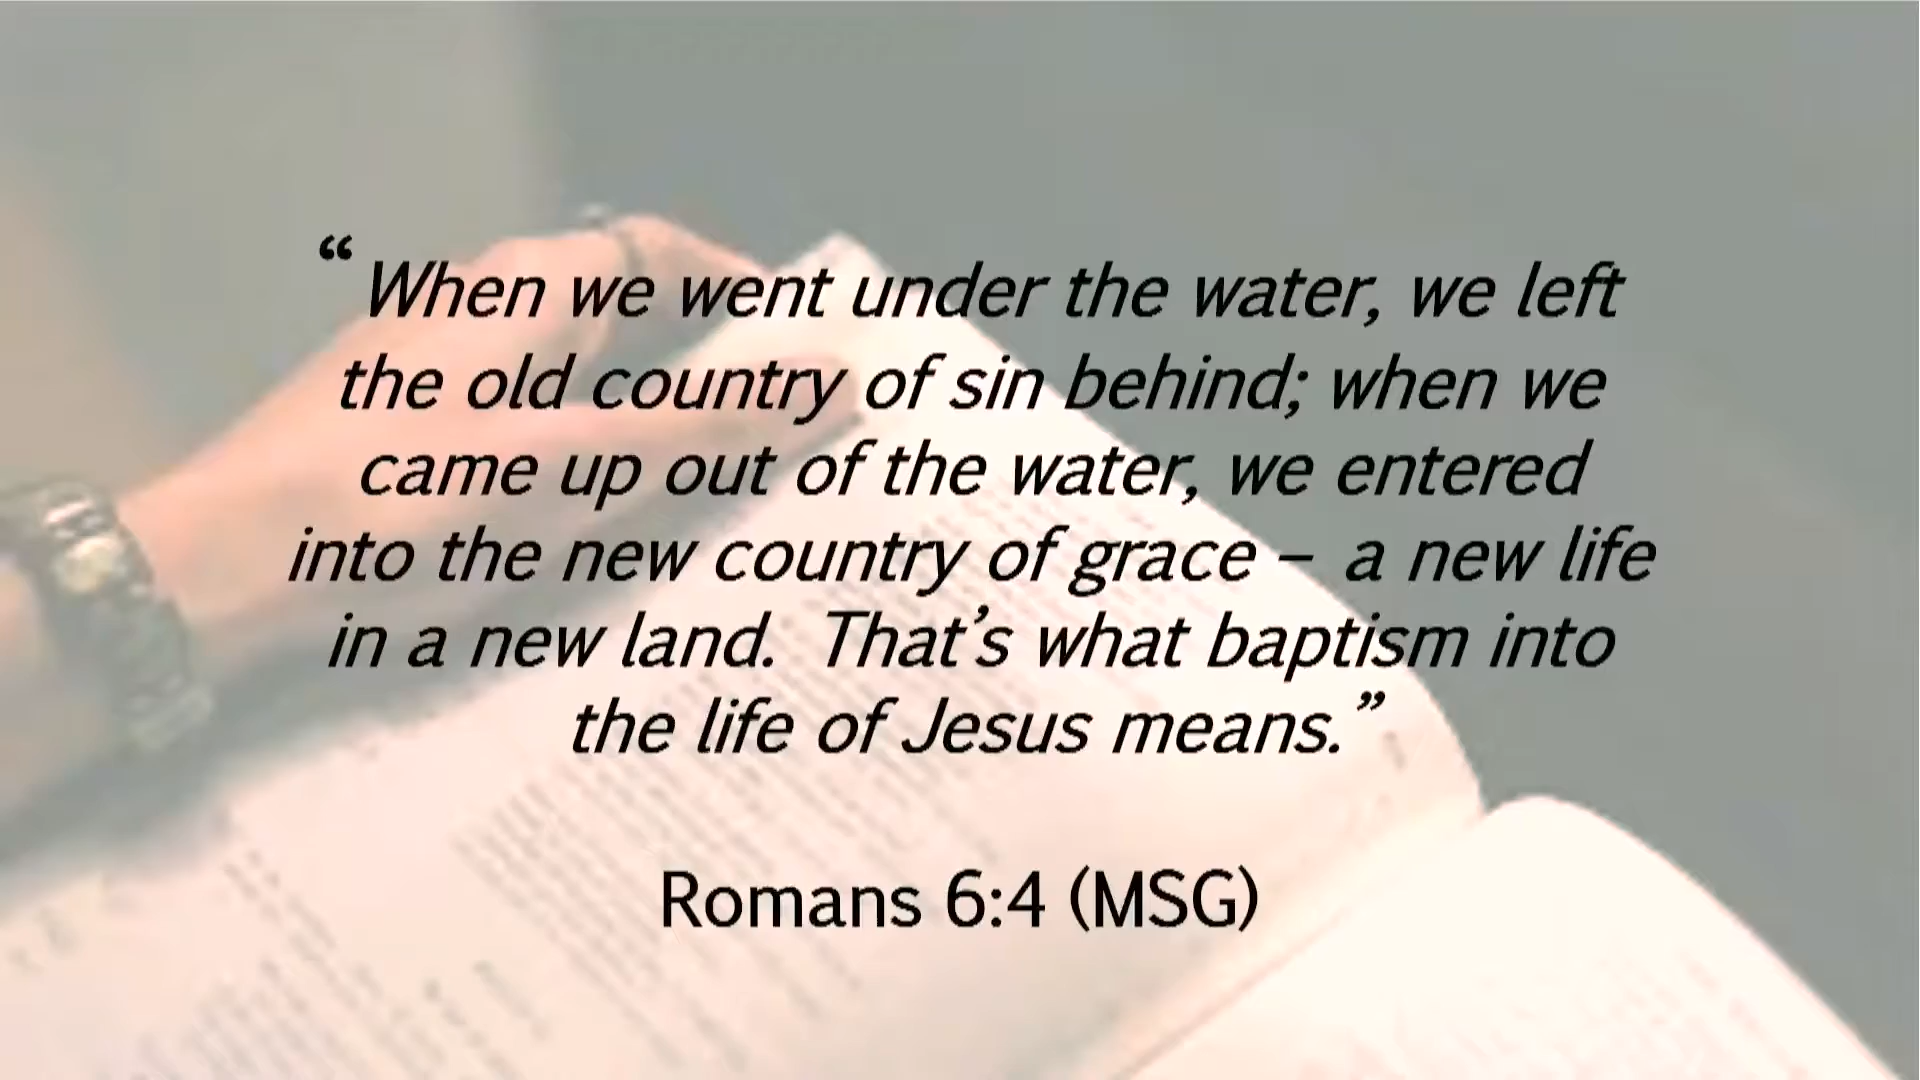 “ When we went under the water, we left
the old country of sin behind; when we
came up out of the water, we entered
into the new country of grace – a new life
in a new land. That’s what baptism into
the life of Jesus means.”
Romans 6:4 (MSG)